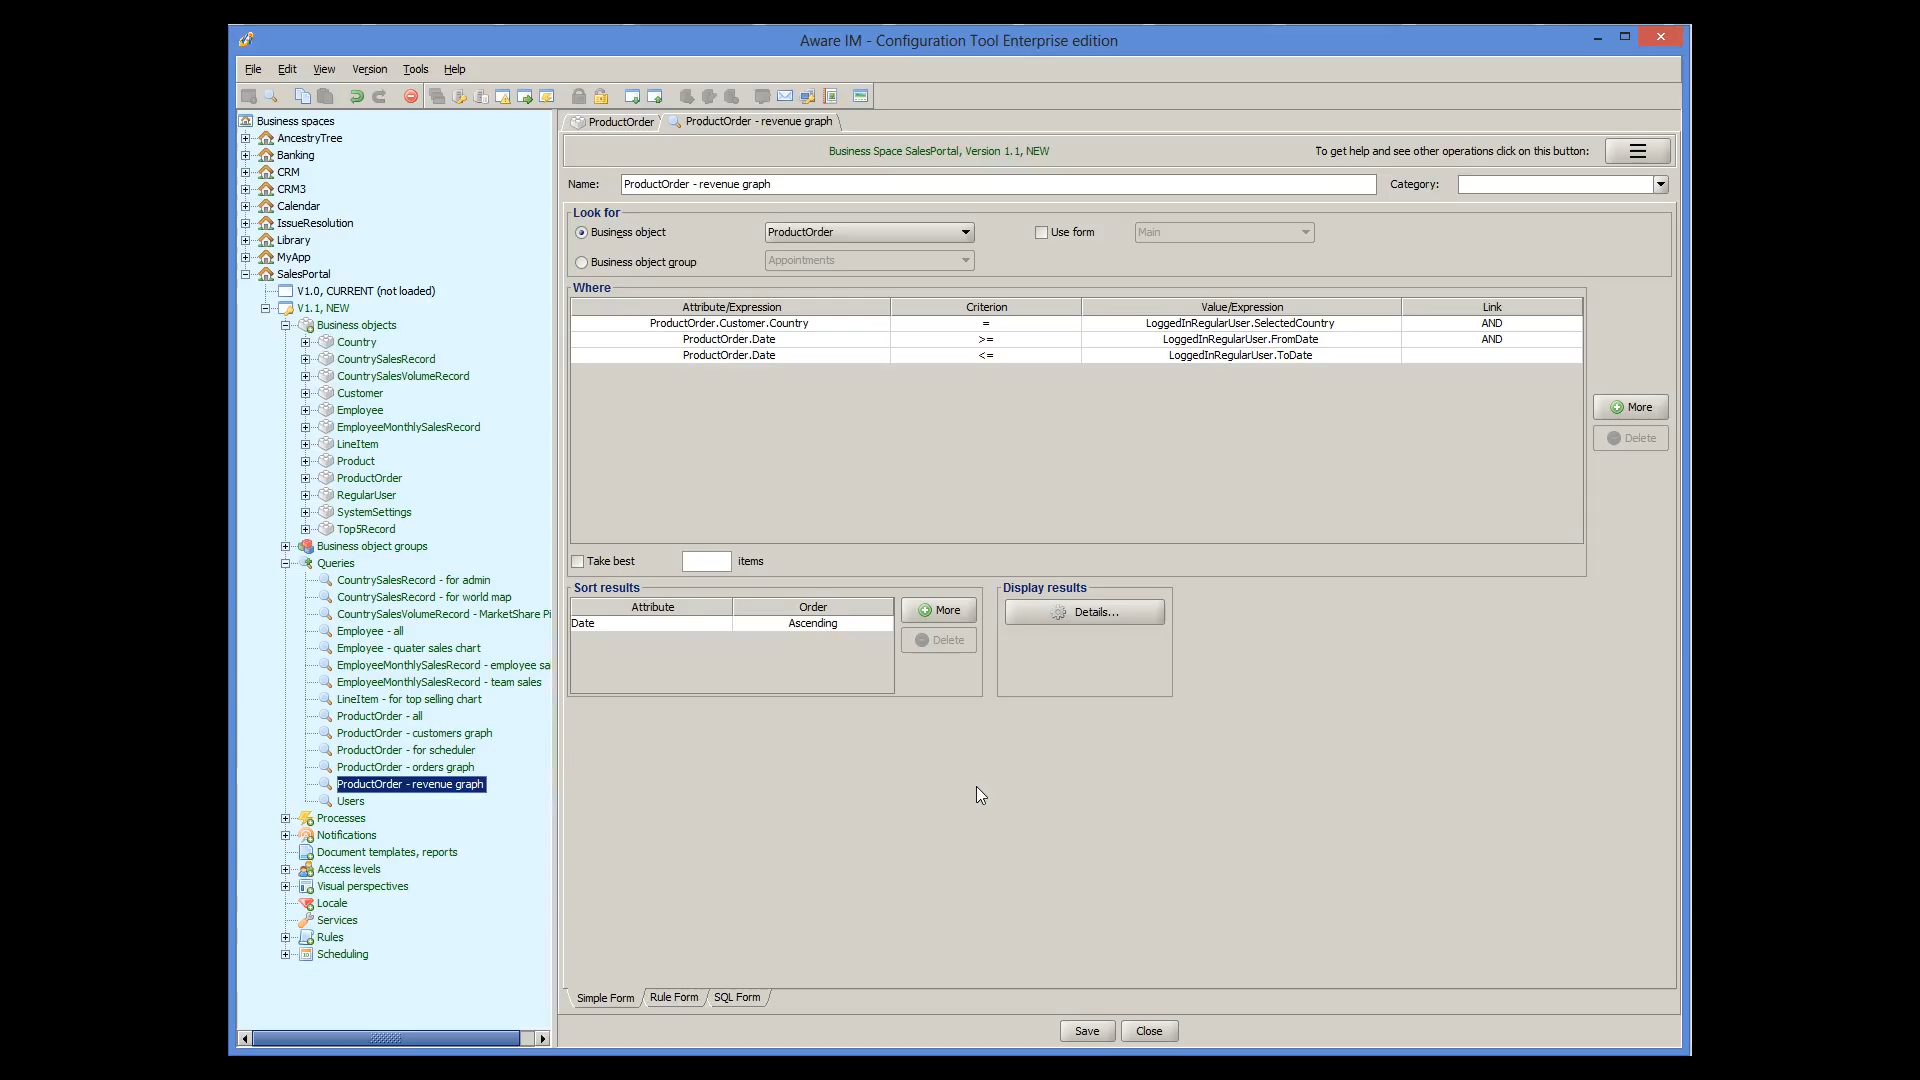 Aware IM - Configuration Tool Enterprise edition
File Edit View Version Tools Help
Business spaces
AncestryTree
Banking
CRM
CRM3
Calendar
IssueResolution
Library
MyApp
SalesPortal
V1.0, CURRENT (not loaded)
V1.1, NEW
Business objects
Country
CountrySalesRecord
CountrySalesVolumeRecord
Customer
Employee
EmployeeMonthlySalesRecord
LineItem
Product
ProductOrder
RegularUser
SystemSettings
Top5Record
Business object groups
Queries
CountrySalesRecord - for admin
CountrySalesRecord - for world map
CountrySalesVolumeRecord - MarketShare Pi
Employee - all
Employee - quater sales chart
EmployeeMonthlySalesRecord - employee sa
EmployeeMonthlySalesRecord - team sales
LineItem - for top selling chart
ProductOrder - all
ProductOrder - customers graph
ProductOrder - for scheduler
ProductOrder - orders graph
ProductOrder - revenue graph
Users
Processes
Notifications
Document templates, reports
Access levels
Visual perspectives
Locale
Services
Rules
Scheduling
ProductOrder ProductOrder - revenue graph
Business Space SalesPortal, Version 1.1, NEW To get help and see other operations click on this button:
Name: ProductOrder - revenue graph Category:
Look for
Business object ProductOrder Use form Main
Business object group Appointments
Where
Attribute/Expression Criterion Value/Expression Link
ProductOrder.Customer.Country = LoggedInRegularUser.SelectedCountry AND
ProductOrder.Date >= LoggedInRegularUser.FromDate AND
ProductOrder.Date <= LoggedInRegularUser.ToDate
More
Delete
Take best items
Sort results
Attribute Order
Date Ascending
More
Delete
Display results
Details...
Simple Form Rule Form SQL Form
Save Close